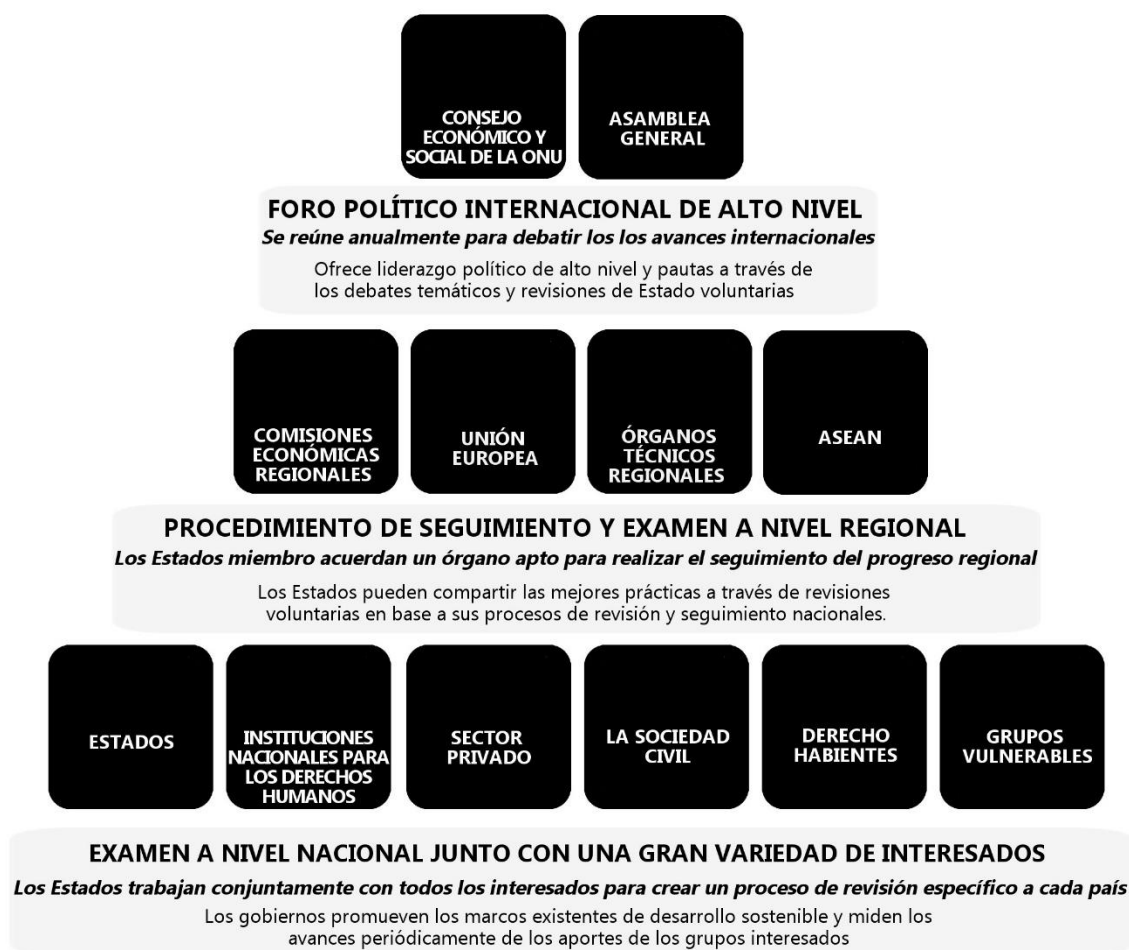 CONSEJO
ECONÓMICO Y
SOCIAL DE LA ONU
ASAMBLEA
GENERAL
FORO POLÍTICO INTERNACIONAL DE ALTO NIVEL
Se reúne anualmente para debatir los los avances internacionales
Ofrece liderazgo político de alto nivel y pautas a través de
los debates temáticos y revisiones de Estado voluntarias
COMISIONES
ECONÓMICAS
REGIONALES
UNIÓN
EUROPEA
ÓRGANOS
TÉCNICOS
REGIONALES
ASEAN
PROCEDIMIENTO DE SEGUIMIENTO Y EXAMEN A NIVEL REGIONAL
Los Estados miembro acuerdan un órgano apto para realizar el seguimiento del progreso regional
Los Estados pueden compartir las mejores prácticas a través de revisiones
voluntarias en base a sus procesos de revisión y seguimiento nacionales.
ESTADOS
INSTITUCIONES
NACIONALES PARA
LOS DERECHOS
HUMANOS
SECTOR
PRIVADO
LA SOCIEDAD
CIVIL
DERECHO
HABIENTES
GRUPOS
VULNERABLES
EXAMEN A NIVEL NACIONAL JUNTO CON UNA GRAN VARIEDAD DE INTERESADOS
Los Estados trabajan conjuntamente con todos los interesados para crear un proceso de revisión específico a cada país
Los gobiernos promueven los marcos existentes de desarrollo sostenible y miden los
avances periódicamente de los aportes de los grupos interesados